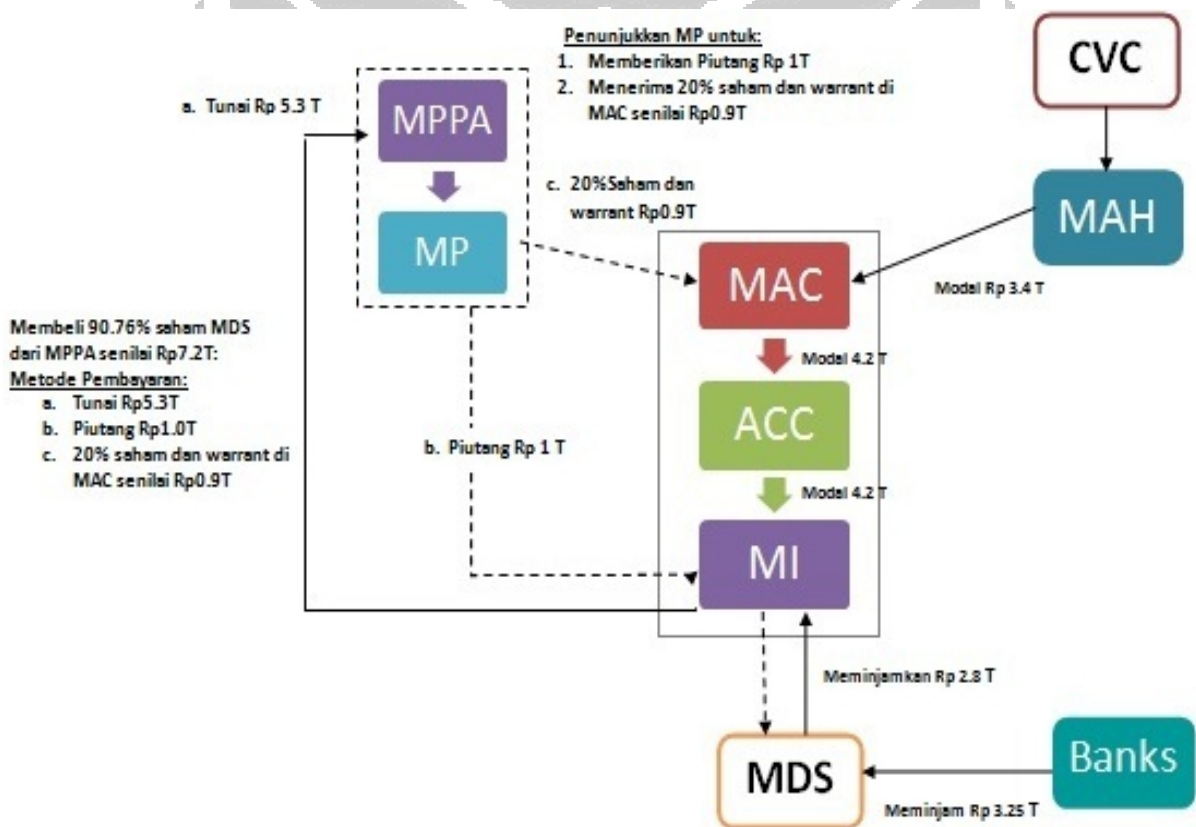 Penunjukkan MP untuk:
1. Memberikan Piutang Rp 1T
2. Menerima 20% saham dan warrant di
MAC senilai Rp0.9T
CVC
a. Tunai Rp 5.3 T
MPPA
c. 20%Saham dan
warrant Rp0.9T
MAH
MP
MAC
Modal Rp 3.4 T
Membeli 90.76% saham MDS
dari MPPA senilai Rp7.2T:
Metode Pembayaran:
a. Tunai Rp5.3T
b. Piutang Rp1.0T
c. 20% saham dan warrant di
MAC senilai Rp0.9T
Modal 4.2 T
ACC
b. Piutang Rp 1 T
Modal 4.2 T
MI
Meminjamkan Rp 2.8 T
MDS
Banks
Meminjam Rp 3.25 T